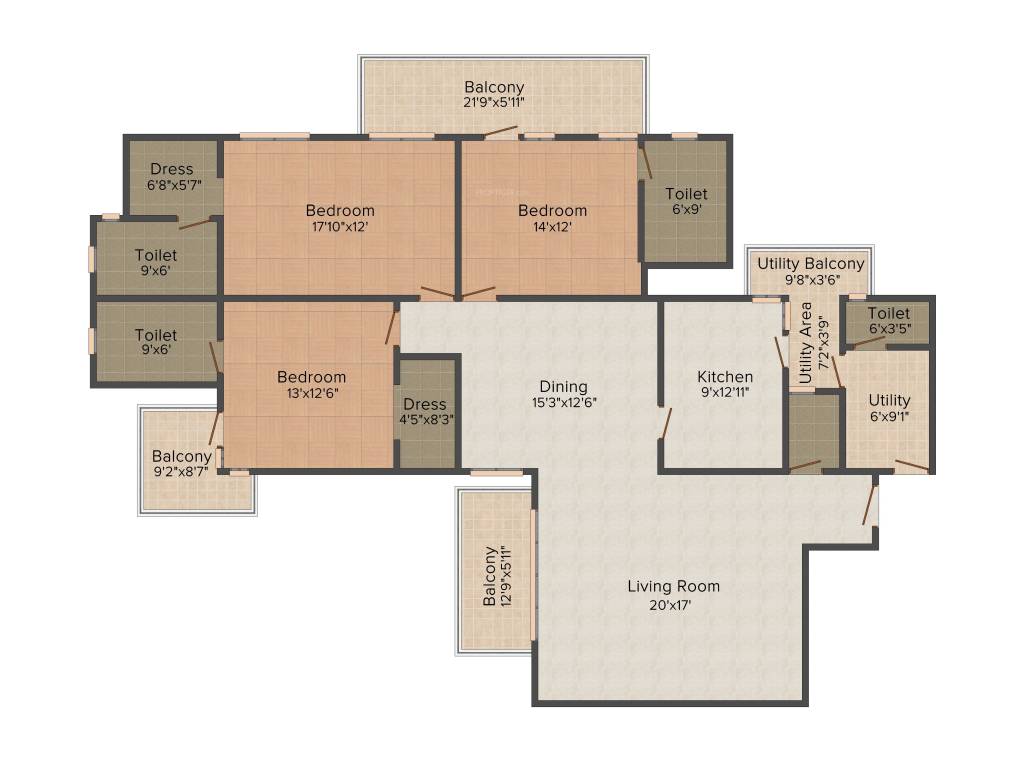 Balcony
21'9"x5'11"
Dress
6'8"x5'7"
Bedroom
17'10"x12'
Bedroom
14'x12'
Toilet
6'x9'
Toilet
9'x6'
Utility Balcony
9'8"x3'6"
Toilet
9'x6'
Utility Area
7'2"x3'9"
Toilet
6'x3'5"
Bedroom
13'x12'6"
Dress
4'5"x8'3"
Dining
15'3"x12'6"
Kitchen
9'x12'11"
Utility
6'x9'1"
Balcony
9'2"x8'7"
Balcony
12'9"x5'11"
Living Room
20'x17'